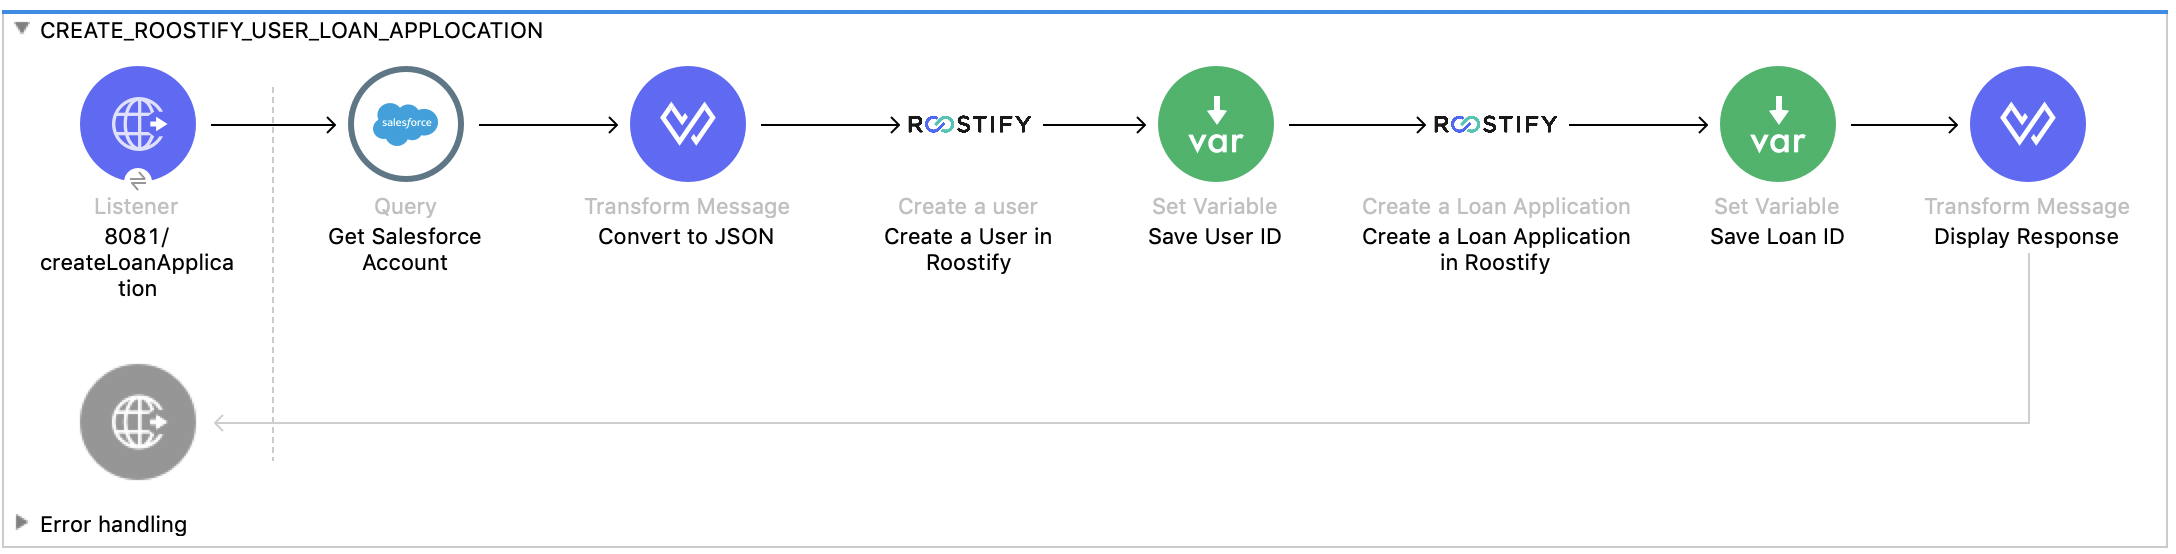 CREATE_ROOSTIFY_USER_LOAN_APPLOCATION
salesforce
ROOSTIFY
var
ROOSTIFY
var
Listener
8081/
createLoanApplica
tion
Query
Get Salesforce
Account
Transform Message
Convert to JSON
Create a user
Create a User in
Roostify
Set Variable
Save User ID
Create a Loan Application
Create a Loan Application
in Roostify
Set Variable
Save Loan ID
Transform Message
Display Response
Error handling